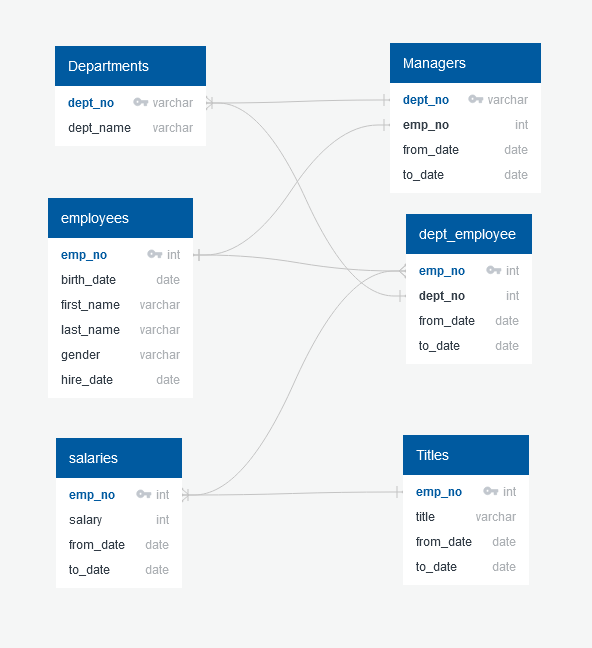 Departments
dept_no varchar
dept_name varchar
Managers
dept_no varchar
emp_no int
from_date date
to_date date
employees
emp_no int
birth_date date
first_name varchar
last_name varchar
gender varchar
hire_date date
dept_employee
emp_no int
dept_no int
from_date date
to_date date
salaries
emp_no int
salary int
from_date date
to_date date
Titles
emp_no int
title varchar
from_date date
to_date date